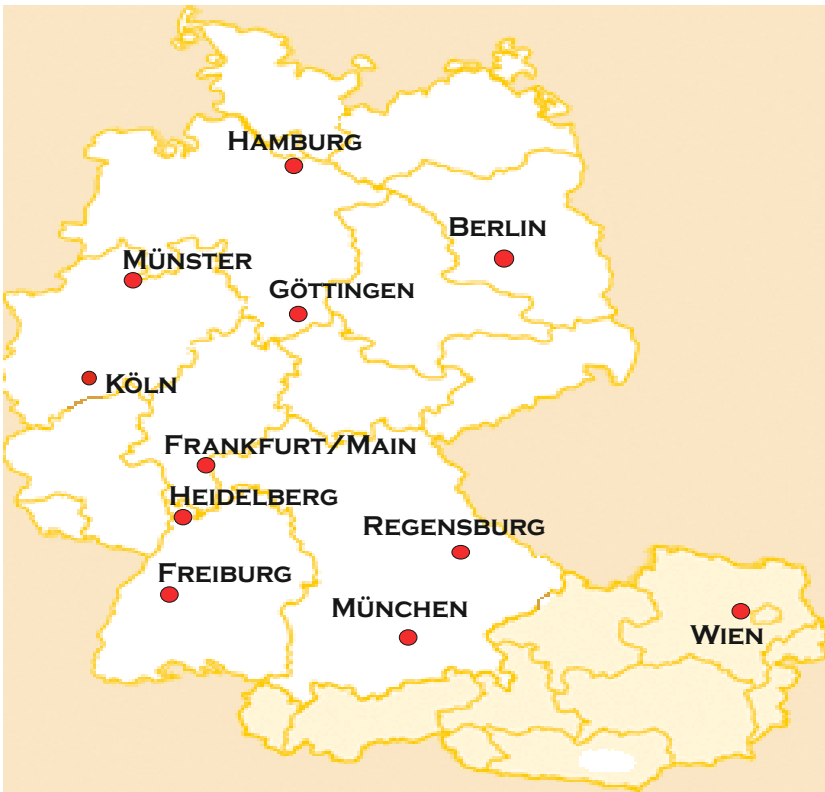 HAMBURG
BERLIN
MÜNSTER
GÖTTINGEN
KÖLN
FRANKFURT/MAIN
HEIDELBERG
REGENSBURG
FREIBURG
MÜNCHEN
WIEN